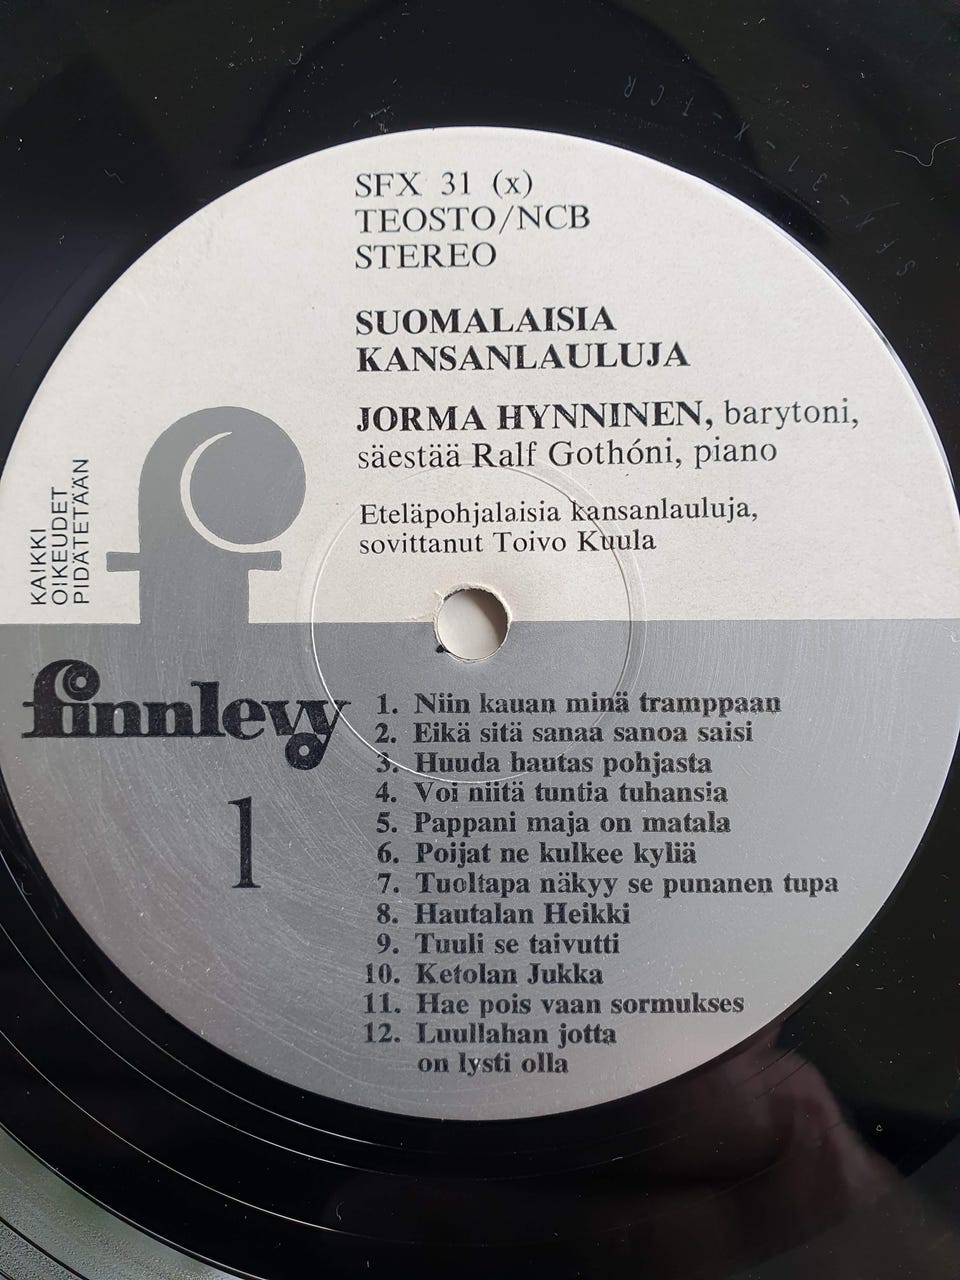 SFX 31 (x)
TEOSTO/NCB
STEREO
SUOMALAISIA
KANSANLAULUJA
JORMA HYNNINEN, barytoni,
säestää Ralf Gothóni, piano
Eteläpohjalaisia kansanlauluja,
sovittanut Toivo Kuula
KAIKKI
OIKEUDET
PIDÄTETÄÄN
f
finnlevy
1
1. Niin kauan minä tramppaan
2. Eikä sitä sanaa sanoa saisi
3. Huuda hautas pohjasta
4. Voi niitä tuntia tuhansia
5. Pappani maja on matala
6. Poijat ne kulkee kyliä
7. Tuoltapa näkyy se punanen tupa
8. Hautalan Heikki
9. Tuuli se taivutti
10. Ketolan Jukka
11. Hae pois vaan sormukses
12. Luullahan jotta
on lysti olla